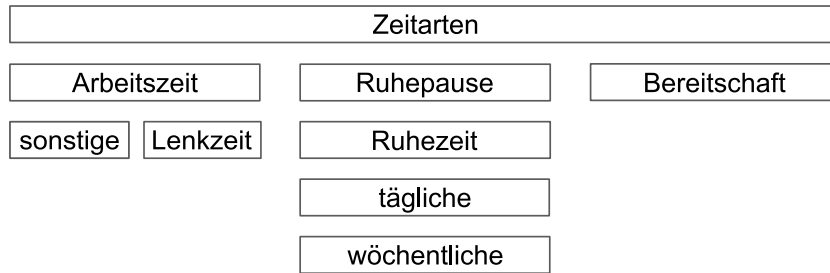 Zeitarten
Arbeitszeit Ruhepause Bereitschaft
sonstige Lenkzeit Ruhezeit
tägliche
wöchentliche